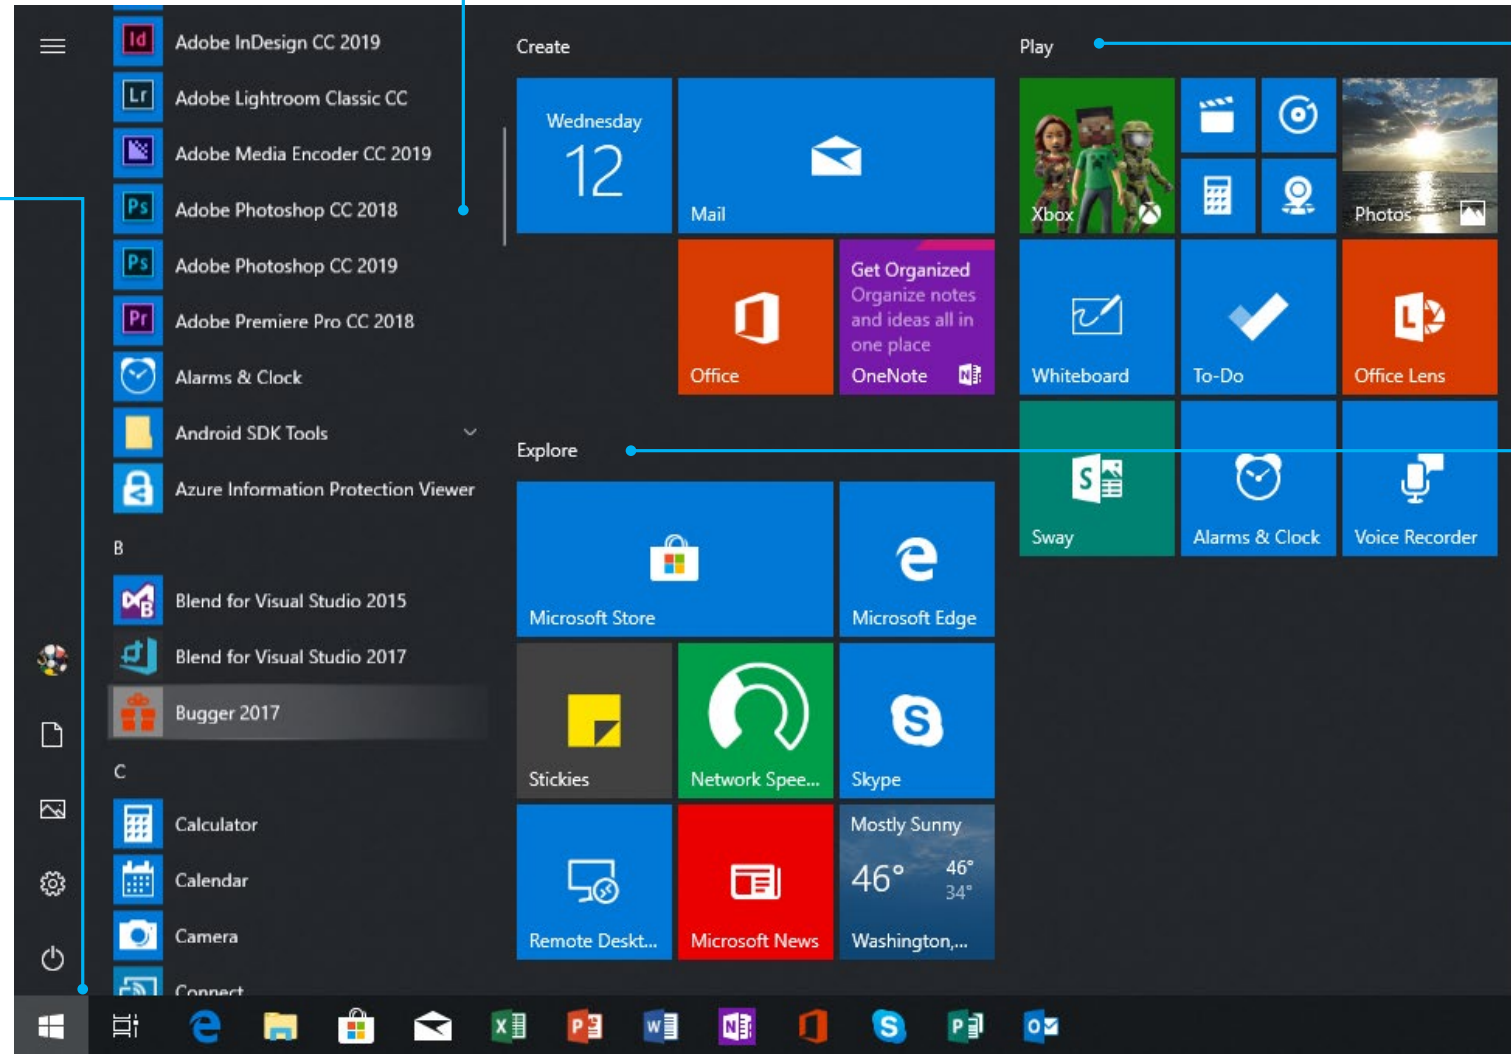 Id
Adobe InDesign CC 2019
Lr
Adobe Lightroom Classic CC
Adobe Media Encoder CC 2019
Ps
Adobe Photoshop CC 2018
Ps
Adobe Photoshop CC 2019
Pr
Adobe Premiere Pro CC 2018
Alarms & Clock
Android SDK Tools
Azure Information Protection Viewer
B
Blend for Visual Studio 2015
Blend for Visual Studio 2017
Bugger 2017
C
Calculator
Calendar
Camera
Connect
Create
Wednesday
12
Mail
Office
Get Organized
Organize notes
and ideas all in
one place
OneNote
N
Explore
Microsoft Store
Microsoft Edge
Stickies
Network Spee...
Skype
Remote Deskt...
Microsoft News
Mostly Sunny
46°
46°
34°
Washington,...
Play
Xbox
Photos
Whiteboard
To-Do
L
Office Lens
S
Sway
Alarms & Clock
Voice Recorder
X
P
W
N
S
P
O